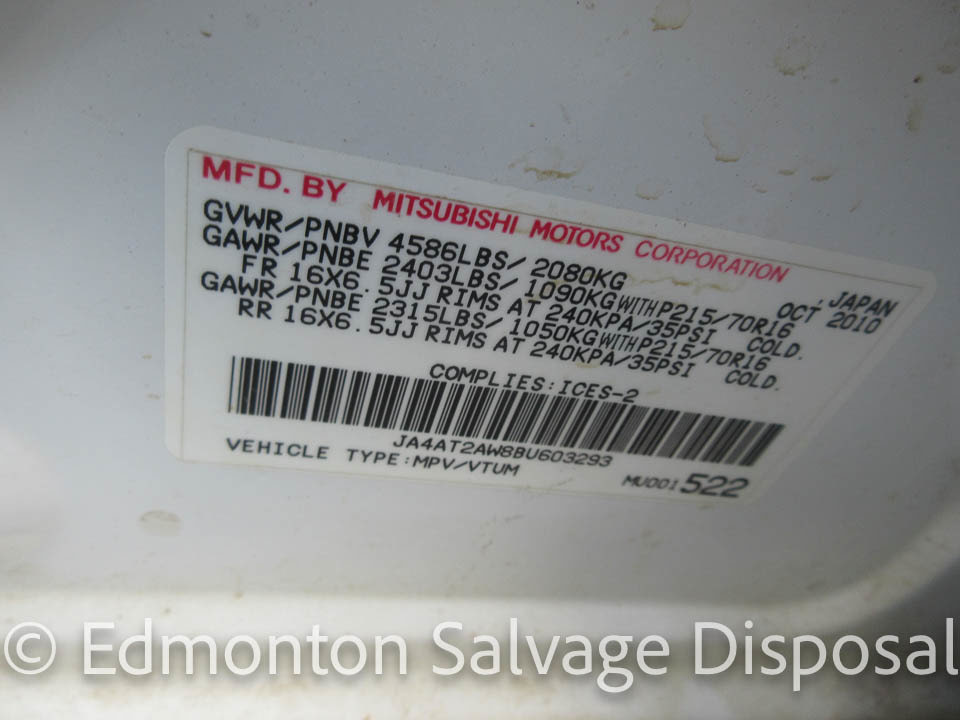 MFD. BY MITSUBISHI MOTORS CORPORATION
GVWR/PNBV 4586LBS/2080KG , JAPAN
GAWR/PNBE 2403LBS/1090KG WITH P215/70R16 OCT 2010
FR 16X6.5JJ RIMS AT 240KPA/35PSI COLD.
GAWR/PNBE 2315LBS/1050KG WITH P215/70R16
RR 16X6.5JJ RIMS AT 240KPA/35PSI COLD.
COMPLIES:ICES-2
JA4AT2AW8BU603293
VEHICLE TYPE:MPV/VTUM MU001 522
© Edmonton Salvage Disposal